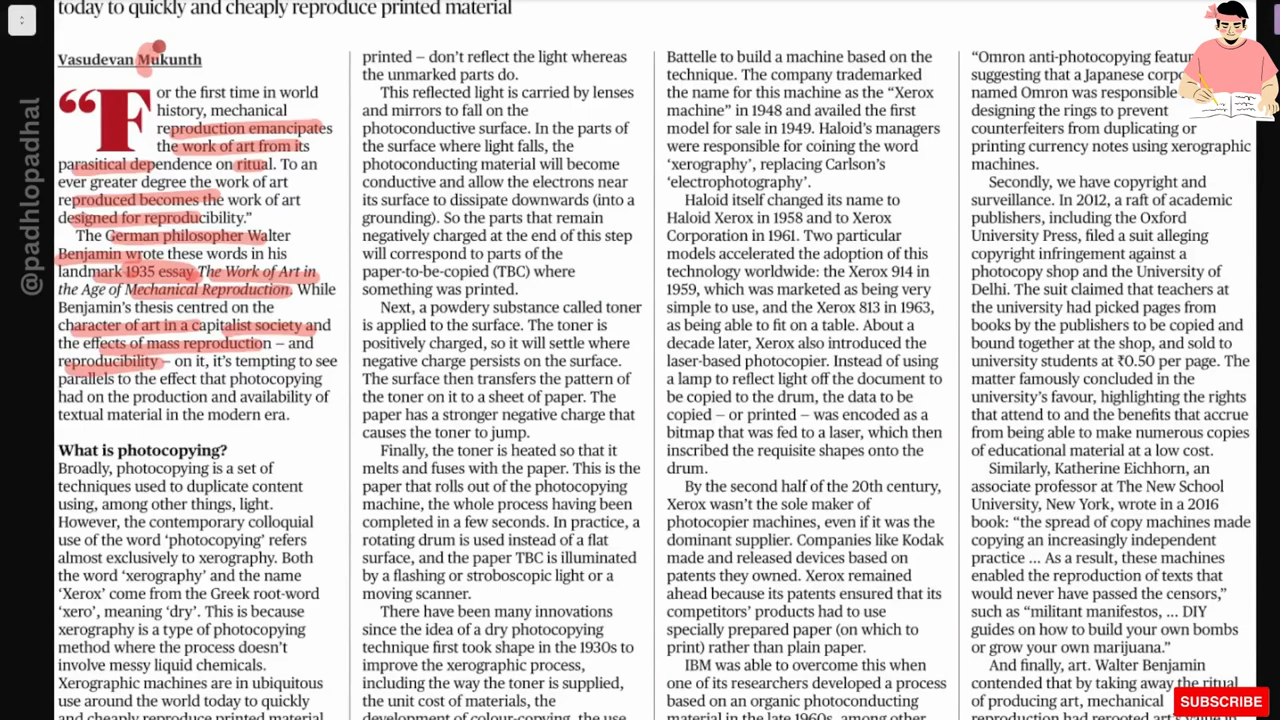 today to quickly and cheaply reproduce printed material
@padhlopadhal
Vasudevan Mukunth
“F
or the first time in world
history, mechanical
reproduction emancipates
the work of art from its
parasitical dependence on ritual. To an
ever greater degree the work of art
reproduced becomes the work of art
designed for reproducibility.”
The German philosopher Walter
Benjamin wrote these words in his
landmark 1935 essay The Work of Art in
the Age of Mechanical Reproduction. While
Benjamin’s thesis centred on the
character of art in a capitalist society and
the effects of mass reproduction – and
reproducibility – on it, it’s tempting to see
parallels to the effect that photocopying
had on the production and availability of
textual material in the modern era.
What is photocopying?
Broadly, photocopying is a set of
techniques used to duplicate content
using, among other things, light.
However, the contemporary colloquial
use of the word ‘photocopying’ refers
almost exclusively to xerography. Both
the word ‘xerography’ and the name
‘Xerox’ come from the Greek root-word
‘xero’, meaning ‘dry’. This is because
xerography is a type of photocopying
method where the process doesn’t
involve messy liquid chemicals.
Xerographic machines are in ubiquitous
use around the world today to quickly
and cheaply reproduce printed material
printed – don’t reflect the light whereas
the unmarked parts do.
This reflected light is carried by lenses
and mirrors to fall on the
photoconductive surface. In the parts of
the surface where light falls, the
photoconducting material will become
conductive and allow the electrons near
its surface to dissipate downwards (into a
grounding). So the parts that remain
negatively charged at the end of this step
will correspond to parts of the
paper-to-be-copied (TBC) where
something was printed.
Next, a powdery substance called toner
is applied to the surface. The toner is
positively charged, so it will settle where
negative charge persists on the surface.
The surface then transfers the pattern of
the toner on it to a sheet of paper. The
paper has a stronger negative charge that
causes the toner to jump.
Finally, the toner is heated so that it
melts and fuses with the paper. This is the
paper that rolls out of the photocopying
machine, the whole process having been
completed in a few seconds. In practice, a
rotating drum is used instead of a flat
surface, and the paper TBC is illuminated
by a flashing or stroboscopic light or a
moving scanner.
There have been many innovations
since the idea of a dry photocopying
technique first took shape in the 1930s to
improve the xerographic process,
including the way the toner is supplied,
the unit cost of materials, the
development of colour-copying, the use
Battelle to build a machine based on the
technique. The company trademarked
the name for this machine as the “Xerox
machine” in 1948 and availed the first
model for sale in 1949. Haloid’s managers
were responsible for coining the word
‘xerography’, replacing Carlson’s
‘electrophotography’.
Haloid itself changed its name to
Haloid Xerox in 1958 and to Xerox
Corporation in 1961. Two particular
models accelerated the adoption of this
technology worldwide: the Xerox 914 in
1959, which was marketed as being very
simple to use, and the Xerox 813 in 1963,
as being able to fit on a table. About a
decade later, Xerox also introduced the
laser-based photocopier. Instead of using
a lamp to reflect light off the document to
be copied to the drum, the data to be
copied – or printed – was encoded as a
bitmap that was fed to a laser, which then
inscribed the requisite shapes onto the
drum.
By the second half of the 20th century,
Xerox wasn’t the sole maker of
photocopier machines, even if it was the
dominant supplier. Companies like Kodak
made and released devices based on
patents they owned. Xerox remained
ahead because its patents ensured that its
competitors’ products had to use
specially prepared paper (on which to
print) rather than plain paper.
IBM was able to overcome this when
one of its researchers developed a process
based on an organic photoconducting
material in the late 1960s, among other
“Omron anti-photocopying
suggesting that a Japanese
named Omron was responsible
designing the rings to prevent
counterfeiters from duplicating or
printing currency notes using xerographic
machines.
Secondly, we have copyright and
surveillance. In 2012, a raft of academic
publishers, including the Oxford
University Press, filed a suit alleging
copyright infringement against a
photocopy shop and the University of
Delhi. The suit claimed that teachers at
the university had picked pages from
books by the publishers to be copied and
bound together at the shop, and sold to
university students at ₹0.50 per page. The
matter famously concluded in the
university’s favour, highlighting the rights
that attend to and the benefits that accrue
from being able to make numerous copies
of educational material at a low cost.
Similarly, Katherine Eichhorn, an
associate professor at The New School
University, New York, wrote in a 2016
book: “the spread of copy machines made
copying an increasingly independent
practice ... As a result, these machines
enabled the reproduction of texts that
would never have passed the censors,”
such as “militant manifestos, ... DIY
guides on how to build your own bombs
or grow your own marijuana.”
And finally, art. Walter Benjamin
contended that by taking away the ritual
of producing art, mechanical
SUBSCRIBE